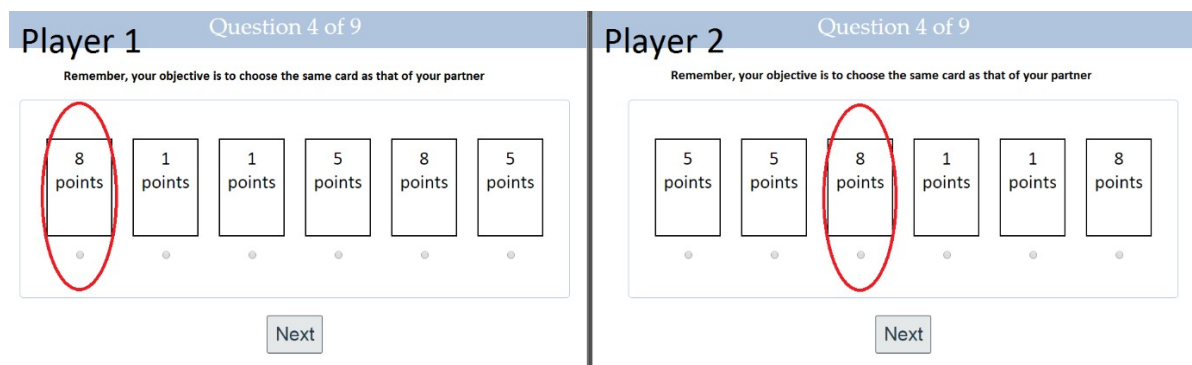 Player 1
Question 4 of 9
Remember, your objective is to choose the same card as that of your partner
8 points
1 points
1 points
5 points
8 points
5 points
Next
Player 2
Question 4 of 9
Remember, your objective is to choose the same card as that of your partner
5 points
5 points
8 points
1 points
1 points
8 points
Next